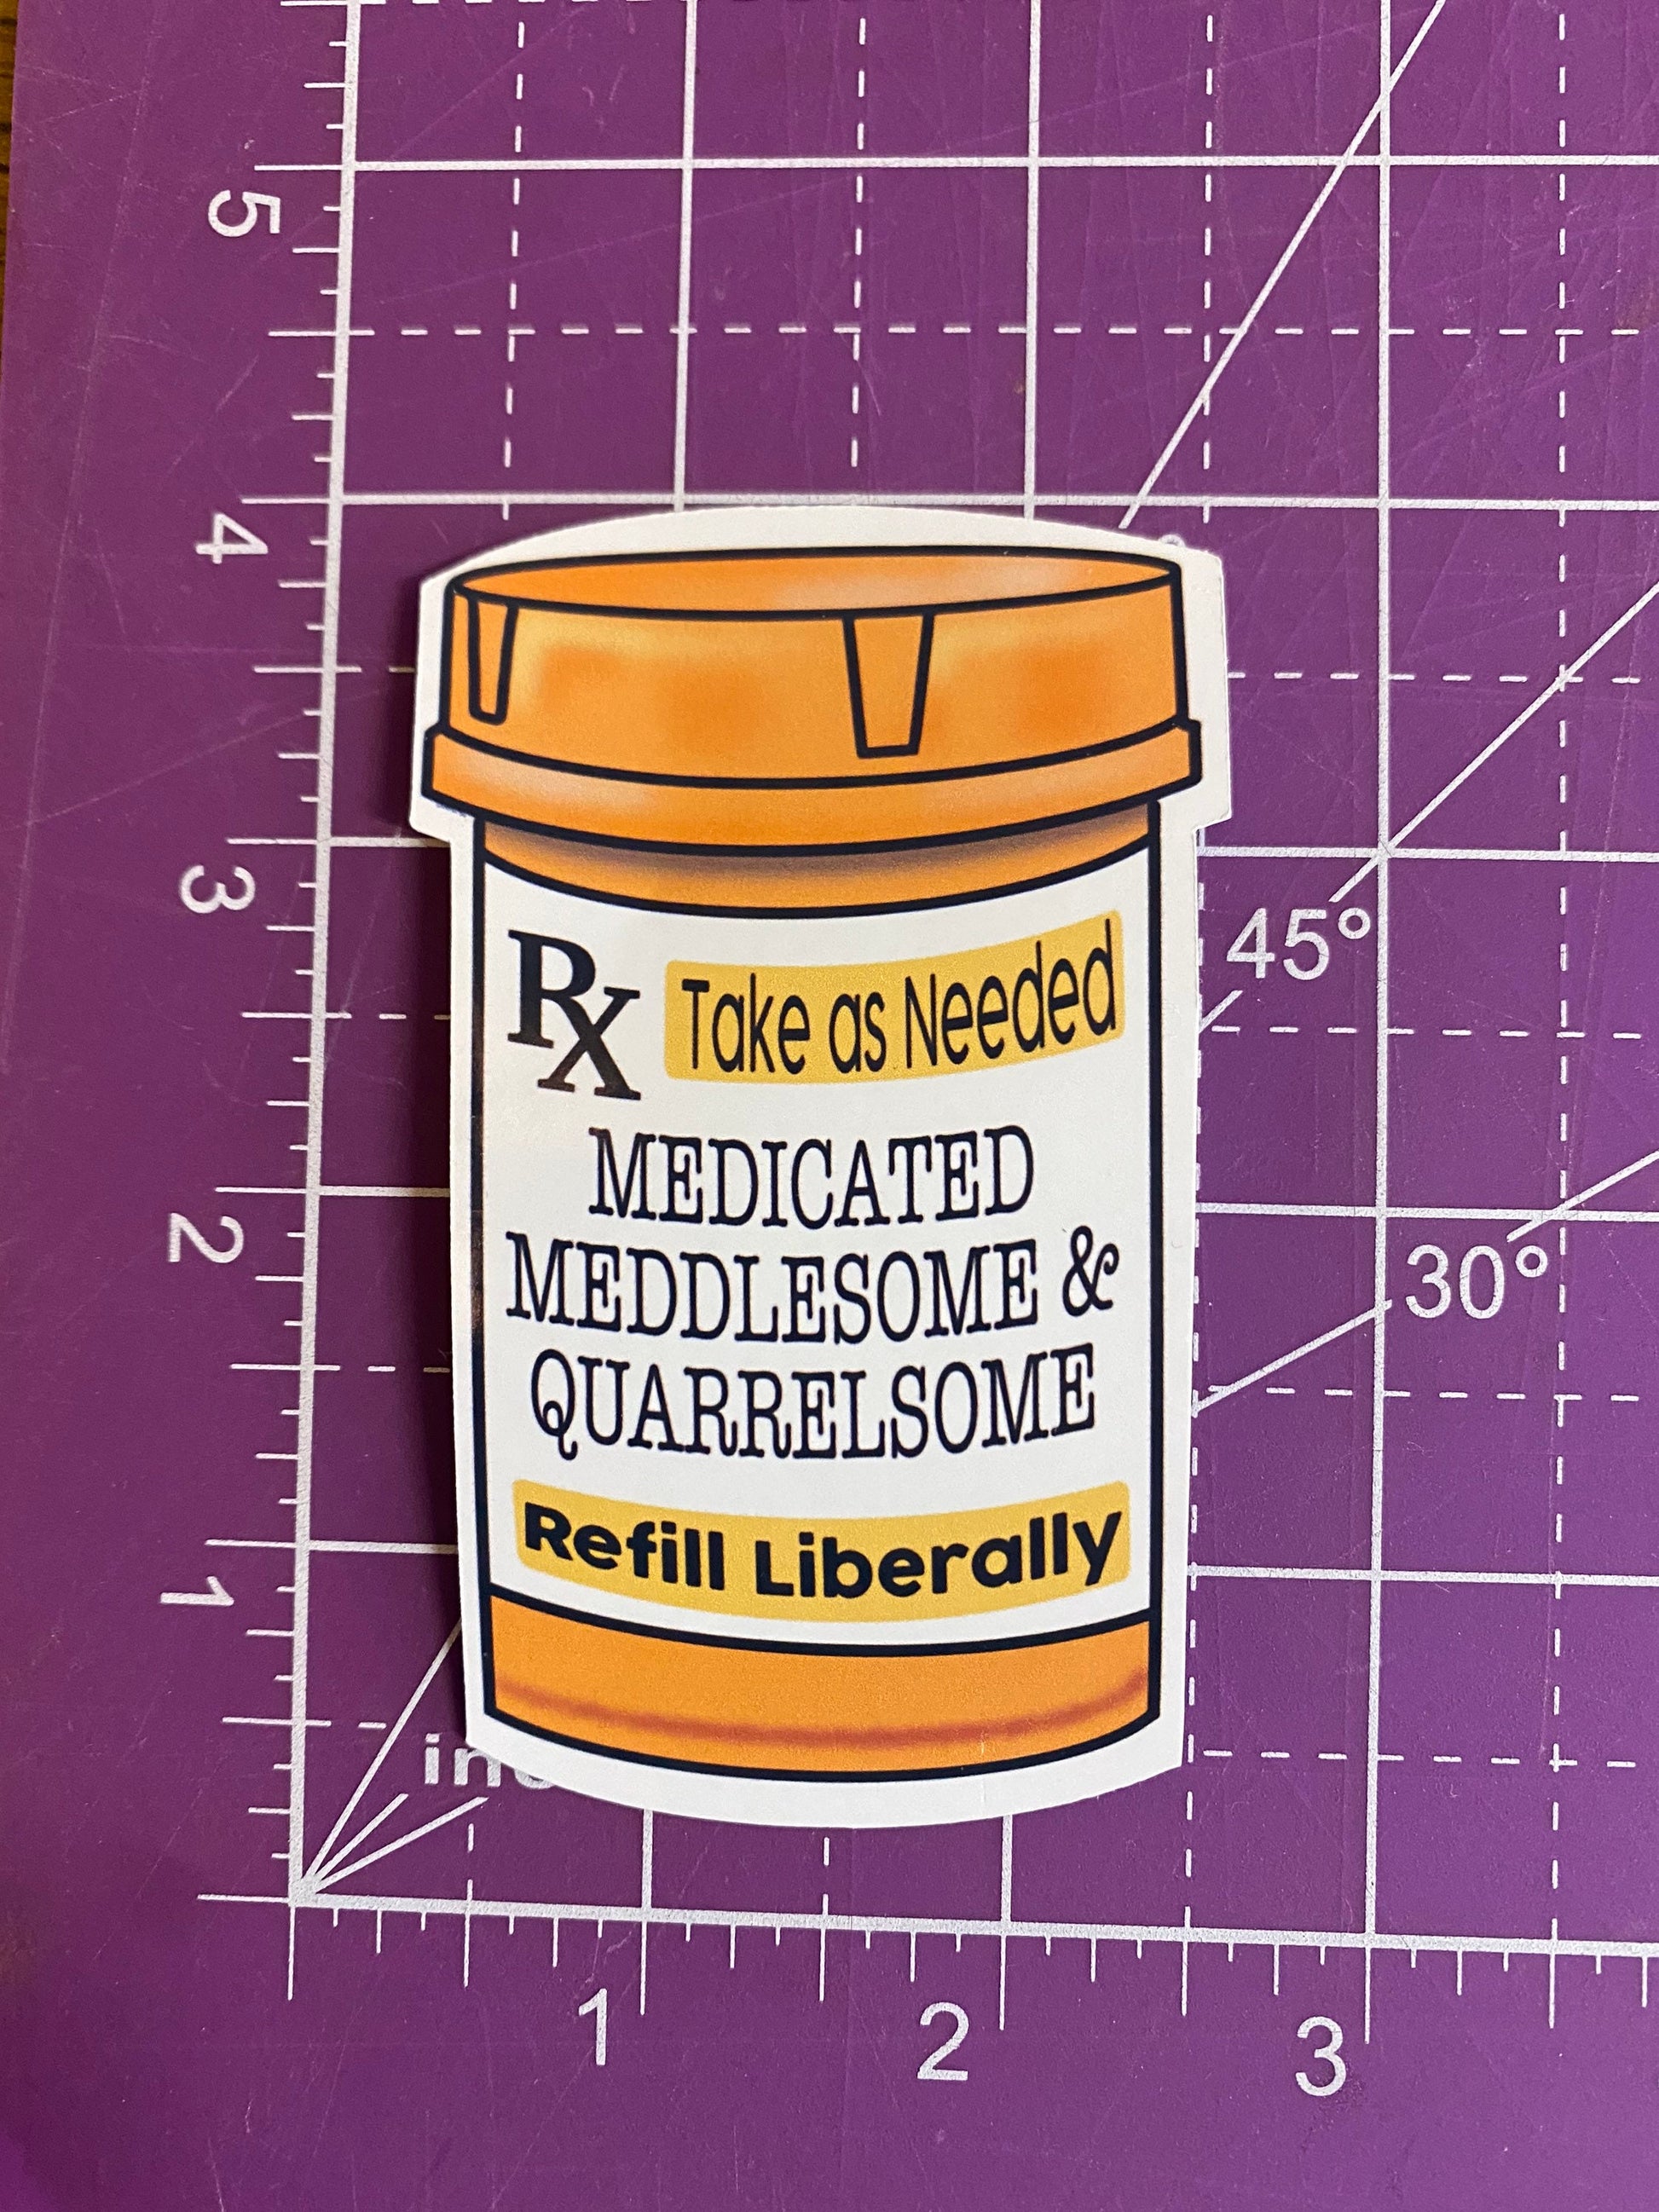 5
4
3
Rx Take as Needed
45°
MEDICATED
2
MEDDLESOME &
30°
QUARRELSOME
Refill Liberally
1
1
2
3